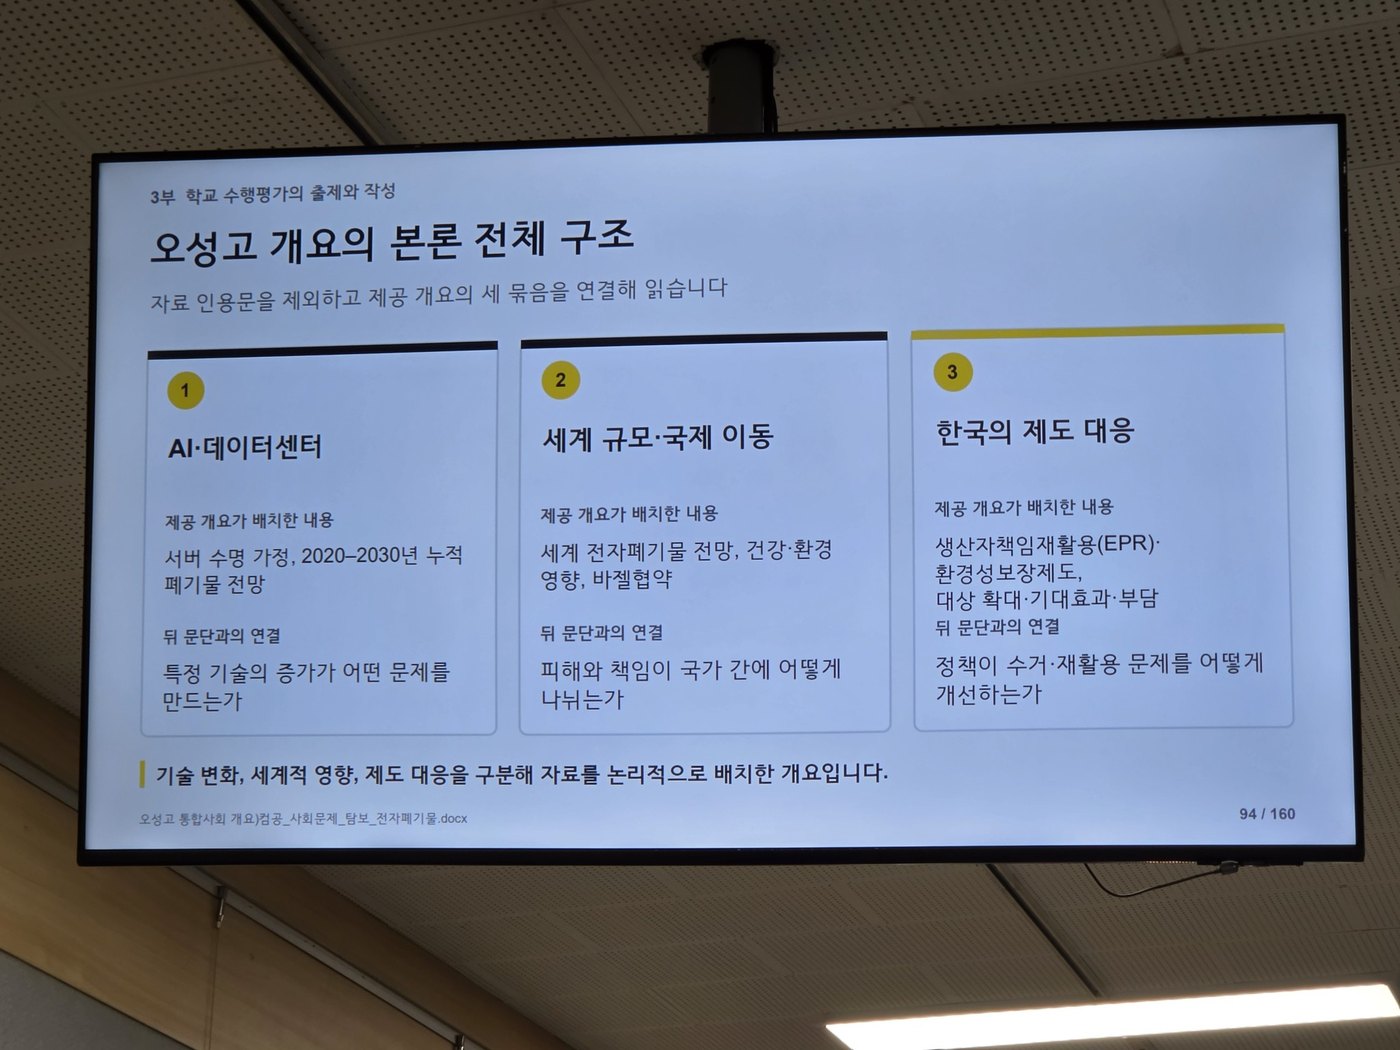 3부 학교 수행평가의 출제와 작성
오성고 개요의 본론 전체 구조
자료 인용문을 제외하고 제공 개요의 세 묶음을 연결해 읽습니다
1
AI·데이터센터
제공 개요가 배치한 내용
서버 수명 가정, 2020–2030년 누적
폐기물 전망
뒤 문단과의 연결
특정 기술의 증가가 어떤 문제를
만드는가
2
세계 규모·국제 이동
제공 개요가 배치한 내용
세계 전자폐기물 전망, 건강·환경
영향, 바젤협약
뒤 문단과의 연결
피해와 책임이 국가 간에 어떻게
나뉘는가
3
한국의 제도 대응
제공 개요가 배치한 내용
생산자책임재활용(EPR)·
환경성보장제도,
대상 확대·기대효과·부담
뒤 문단과의 연결
정책이 수거·재활용 문제를 어떻게
개선하는가
기술 변화, 세계적 영향, 제도 대응을 구분해 자료를 논리적으로 배치한 개요입니다.
오성고 통합사회 개요)컴공_사회문제_탐보_전자폐기물.docx
94 / 160